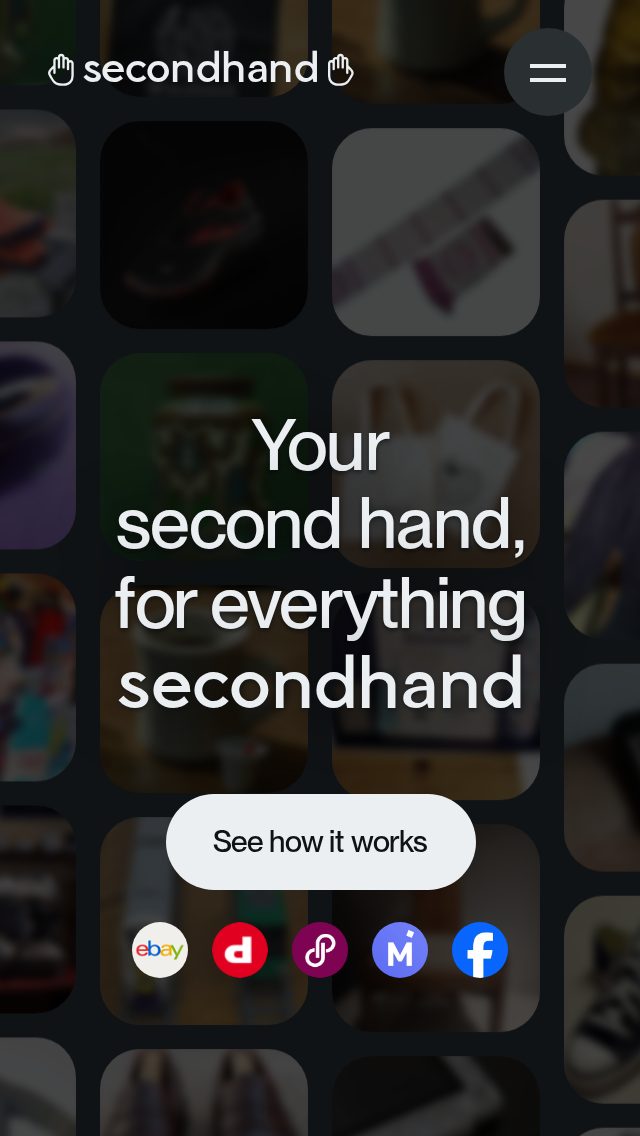 secondhand
Your
second hand,
for everything
secondhand
See how it works
ebay
d
M
f